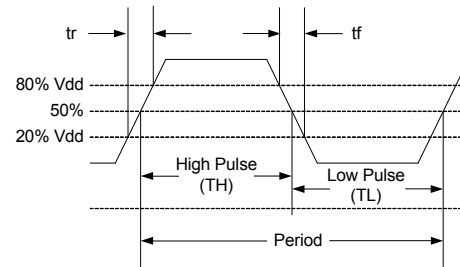 tr
tf
80% Vdd
50%
20% Vdd
High Pulse
(TH)
Low Pulse
(TL)
Period